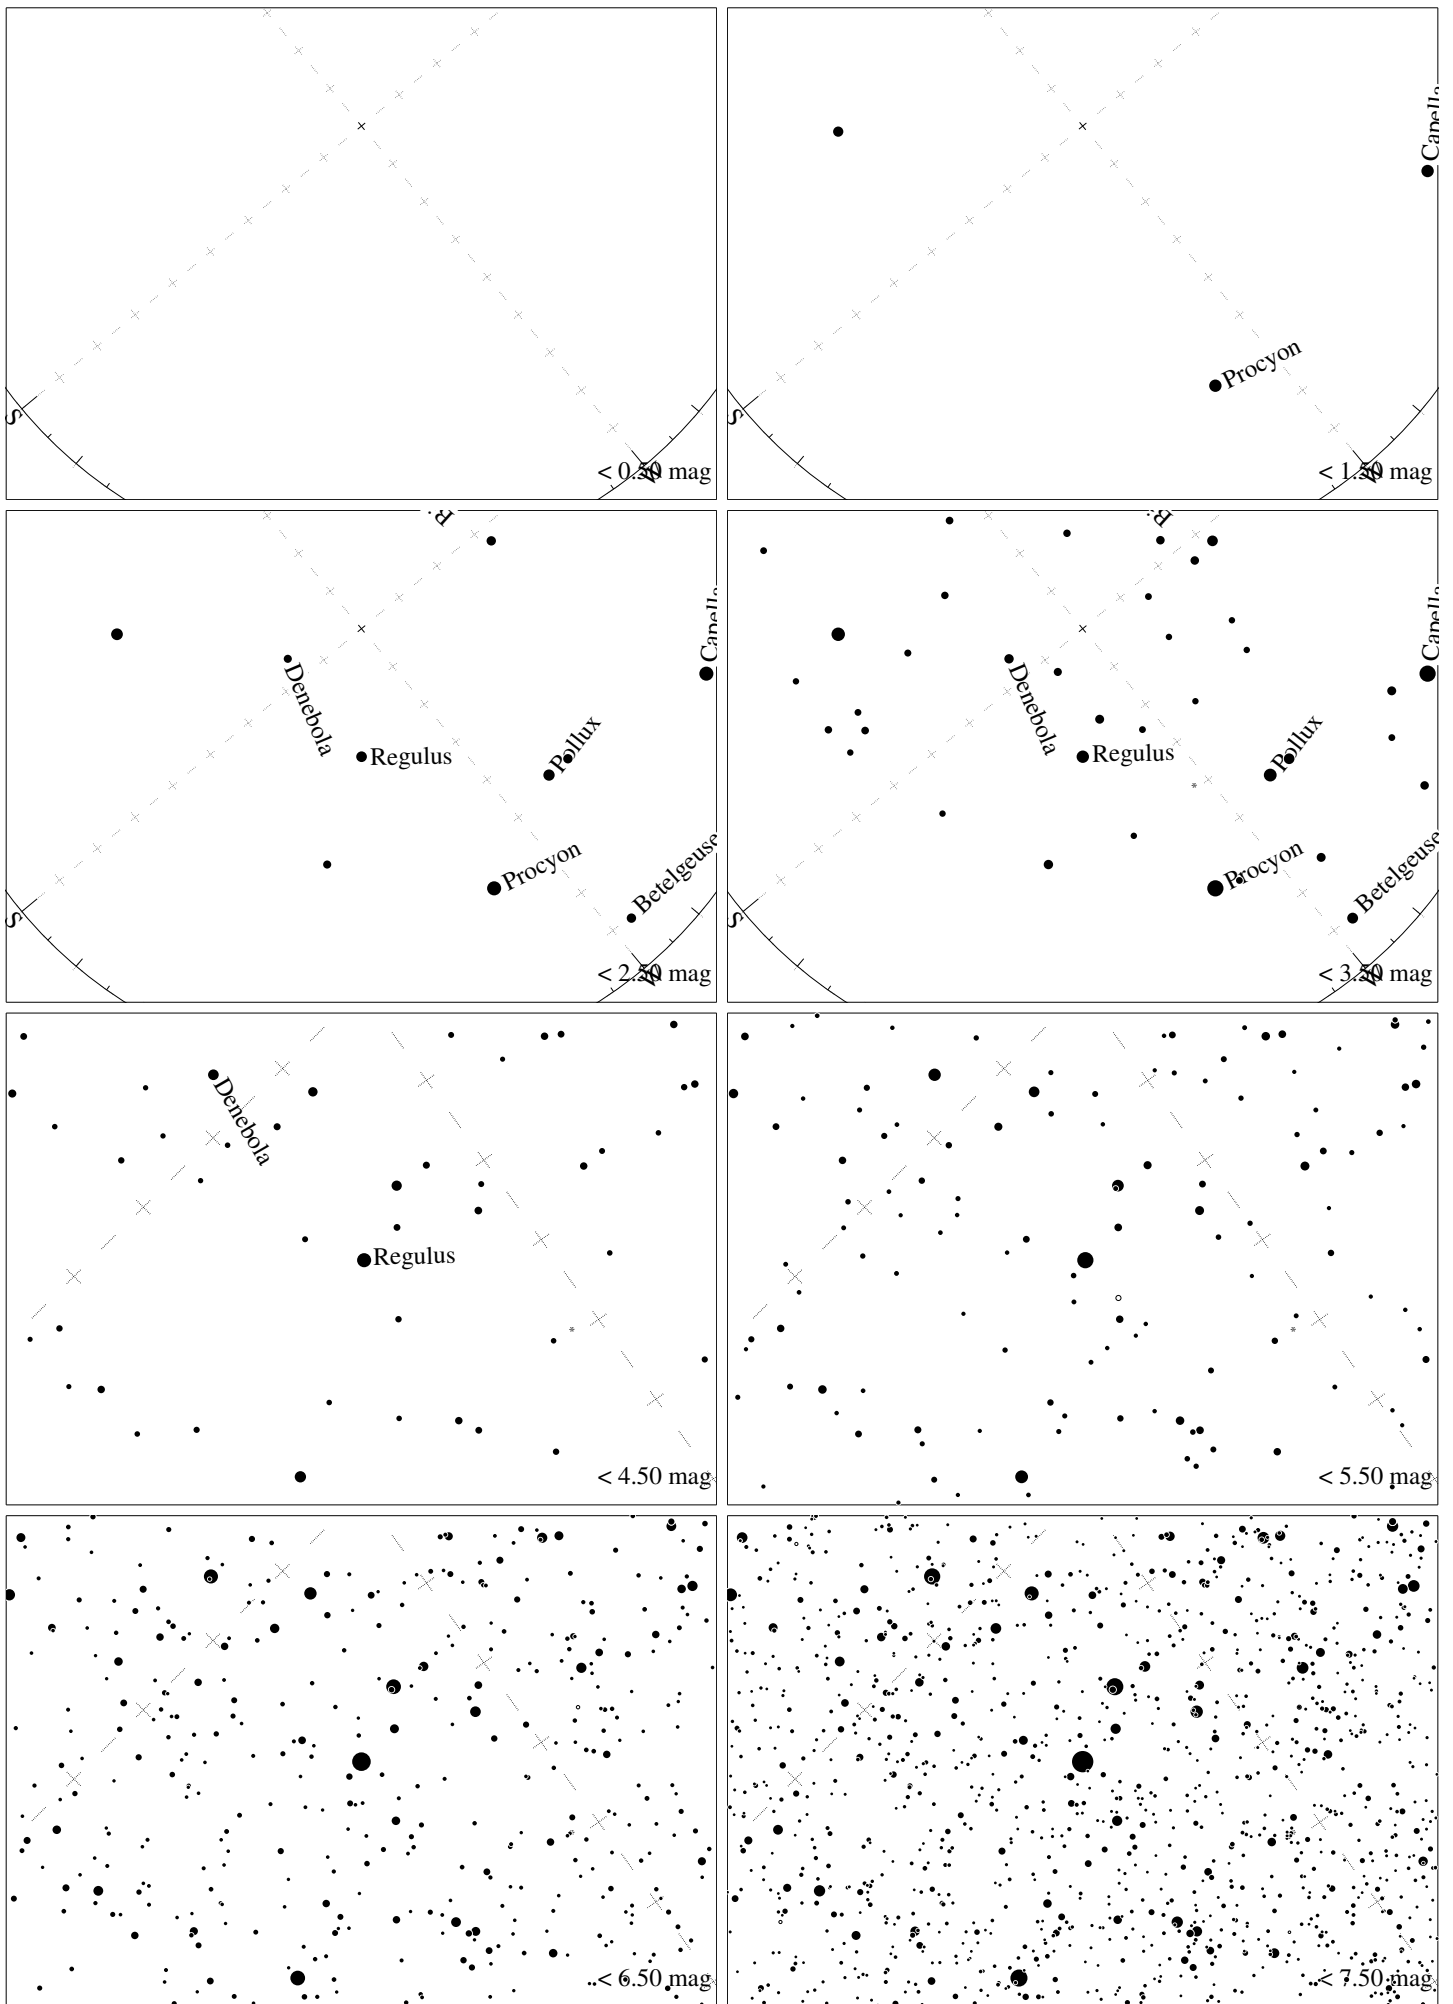 S
< 0.50 mag
Capella
Procyon
S
< 1.50 mag
Denebola
Capella
Pollux
Regulus
Procyon
Betelgeuse
S
< 2.50 mag
Denebola
Capella
Pollux
Regulus
Procyon
Betelgeuse
S
< 3.50 mag
Denebola
Regulus
< 4.50 mag
< 5.50 mag
< 6.50 mag
< 7.50 mag